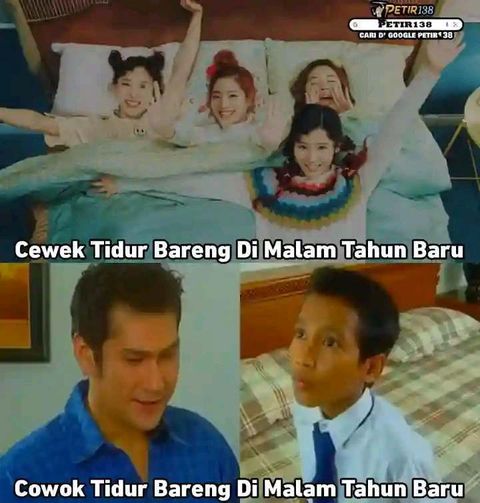 PETIR138
PETIR138
CARI D' GOOGLE PETIR138
Cewek Tidur Bareng Di Malam Tahun Baru
Cowok Tidur Bareng Di Malam Tahun Baru